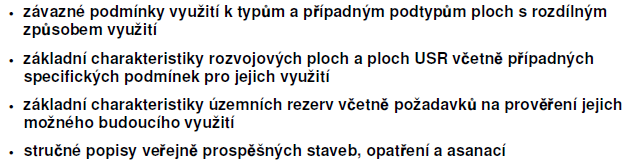 • závazné podmínky využití k typům a případným podtypům ploch s rozdílným
způsobem využití
• základní charakteristiky rozvojových ploch a ploch USR včetně případných
specifických podmínek pro jejich využití
• základní charakteristiky územních rezerv včetně požadavků na prověření jejich
možného budoucího využití
• stručné popisy veřejně prospěšných staveb, opatření a asanací